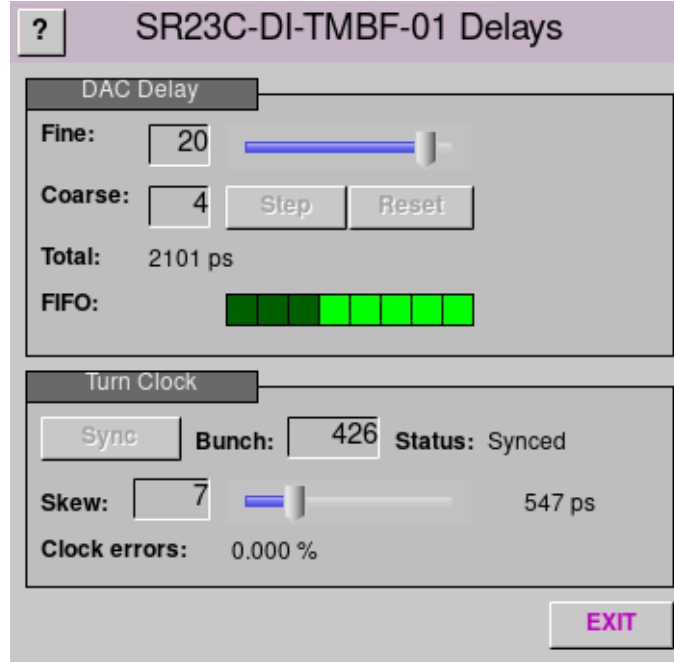 ? SR23C-DI-TMBF-01 Delays
DAC Delay
Fine: 20
Coarse: 4 Step Reset
Total: 2101 ps
FIFO:
Turn Clock
Sync Bunch: 426 Status: Synced
Skew: 7 547 ps
Clock errors: 0.000 %
EXIT